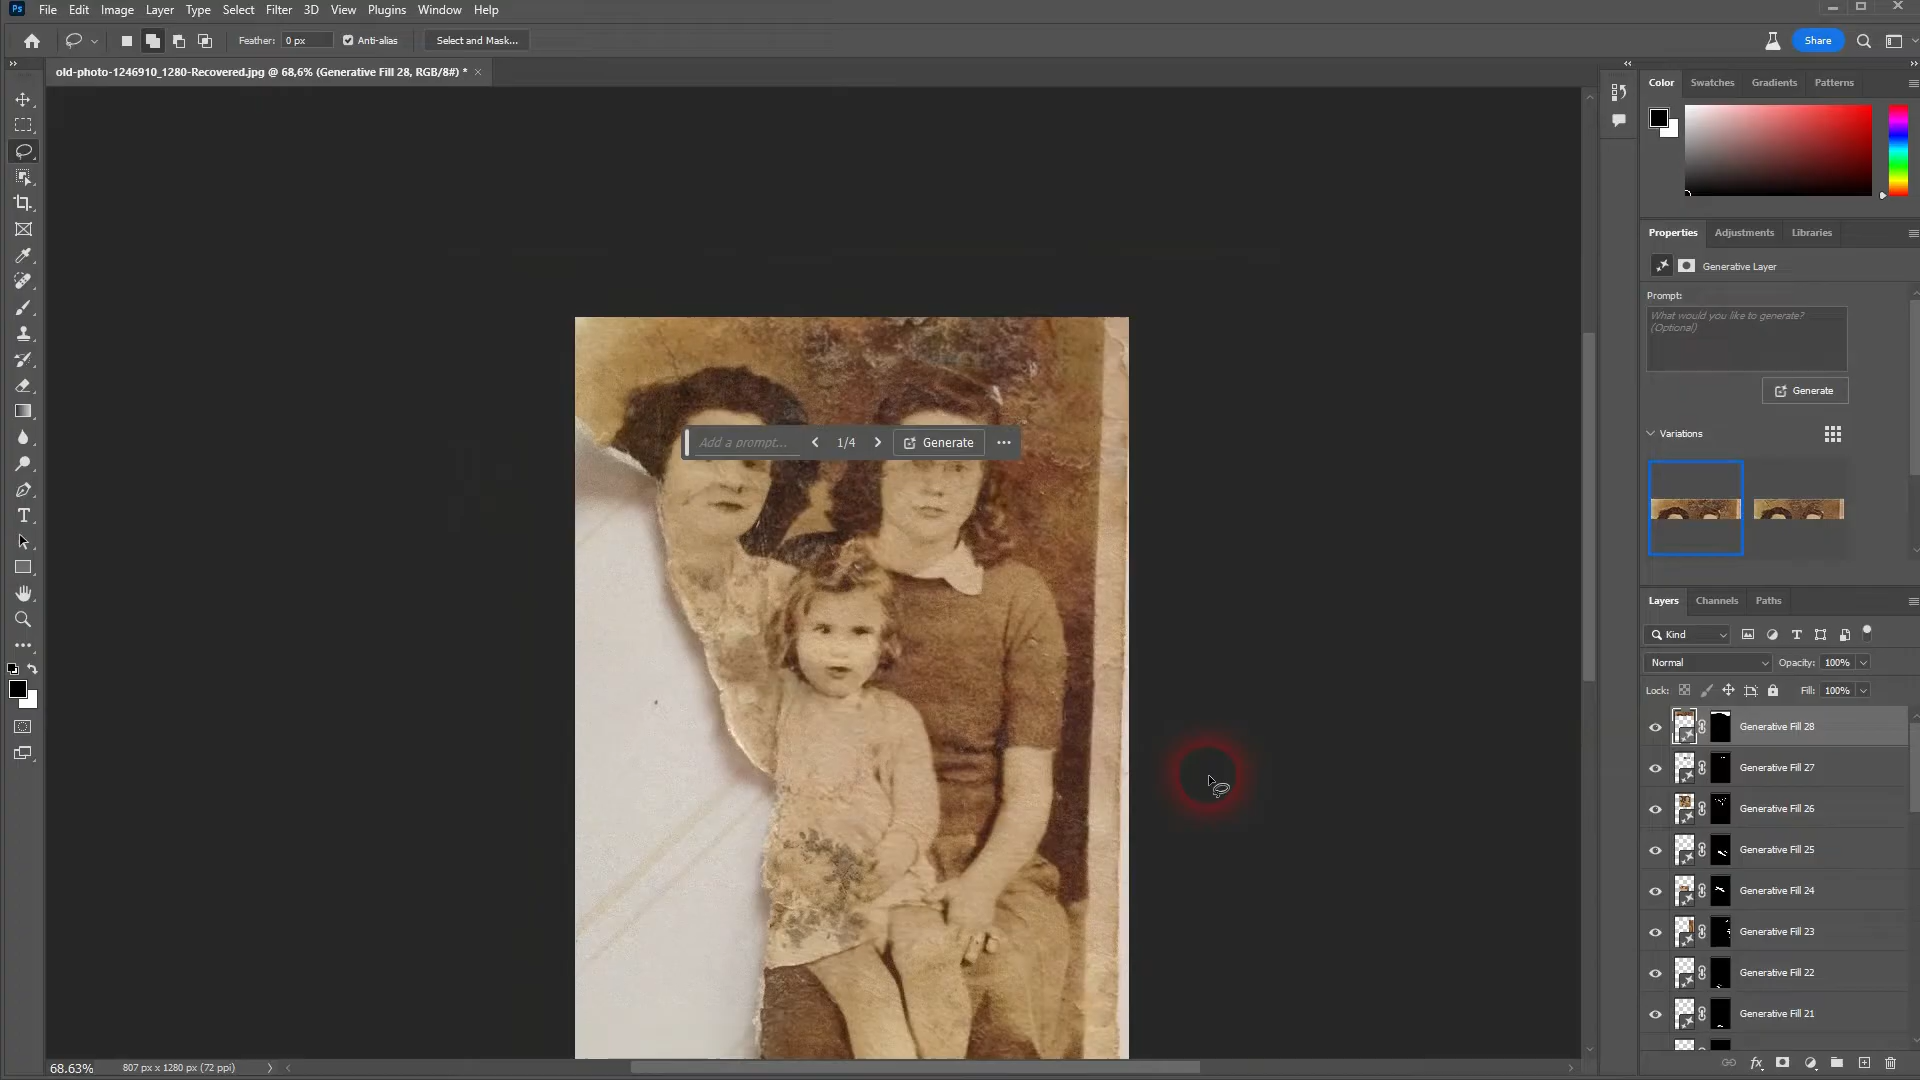 Ps File Edit Image Layer Type Select Filter 3D View Plugins Window Help
Feather: 0 px Anti-alias Select and Mask... Share
old-photo-1246910_1280-Recovered.jpg @ 68,6% (Generative Fill 28, RGB/8#) * ×
Color Swatches Gradients Patterns
Properties Adjustments Libraries
Generative Layer
Prompt:
What would you like to generate?
(Optional)
Generate
Variations
Add a prompt... 1/4 Generate
Layers Channels Paths
Kind
Normal Opacity: 100%
Lock: Fill: 100%
Generative Fill 28
Generative Fill 27
Generative Fill 26
Generative Fill 25
Generative Fill 24
Generative Fill 23
Generative Fill 22
Generative Fill 21
fx
68.63% 807 px x 1280 px (72 ppi)